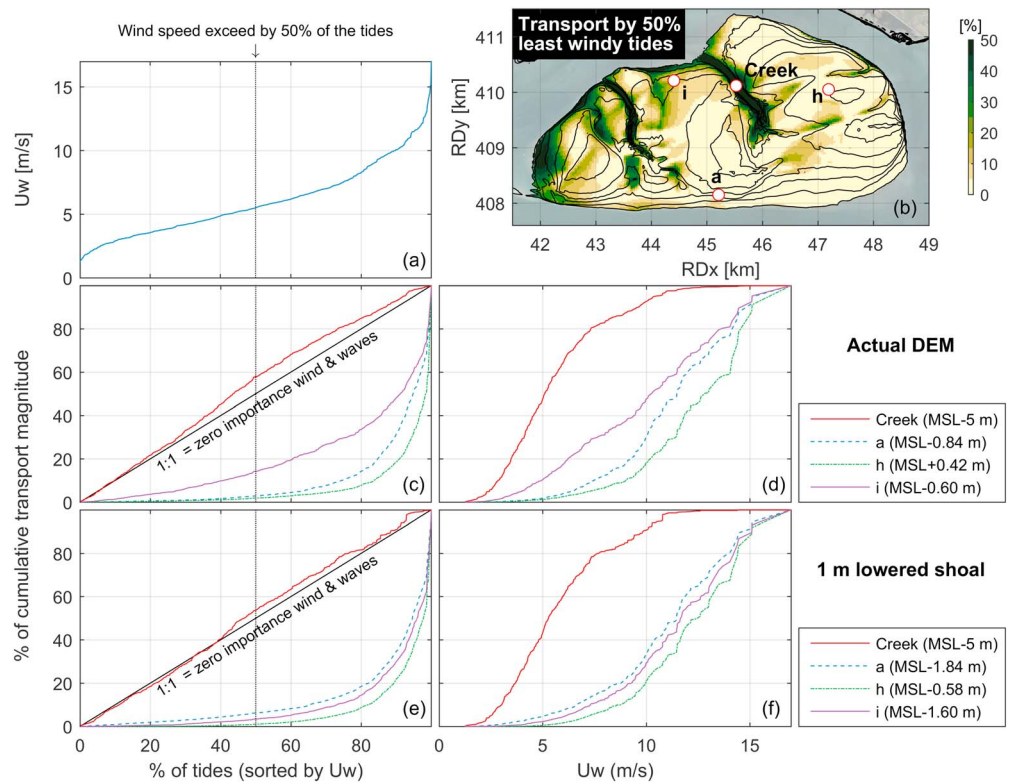 Wind speed exceed by 50% of the tides
↓
Uw [m/s]
15
10
5
0
(a)
Transport by 50%
least windy tides
Creek
i
h
a
(b)
RDy [km]
411
410
409
408
42 43 44 45 46 47 48 49
RDx [km]
[%]
50
40
30
20
10
0
% of cumulative transport magnitude
80
60
40
20
0
1:1 = zero importance wind & waves
(c)
(d)
Actual DEM
Creek (MSL-5 m)
a (MSL-0.84 m)
h (MSL+0.42 m)
i (MSL-0.60 m)
80
60
40
20
0
1:1 = zero importance wind & waves
(e)
(f)
1 m lowered shoal
Creek (MSL-5 m)
a (MSL-1.84 m)
h (MSL-0.58 m)
i (MSL-1.60 m)
0 20 40 60 80
% of tides (sorted by Uw)
0 5 10 15
Uw (m/s)